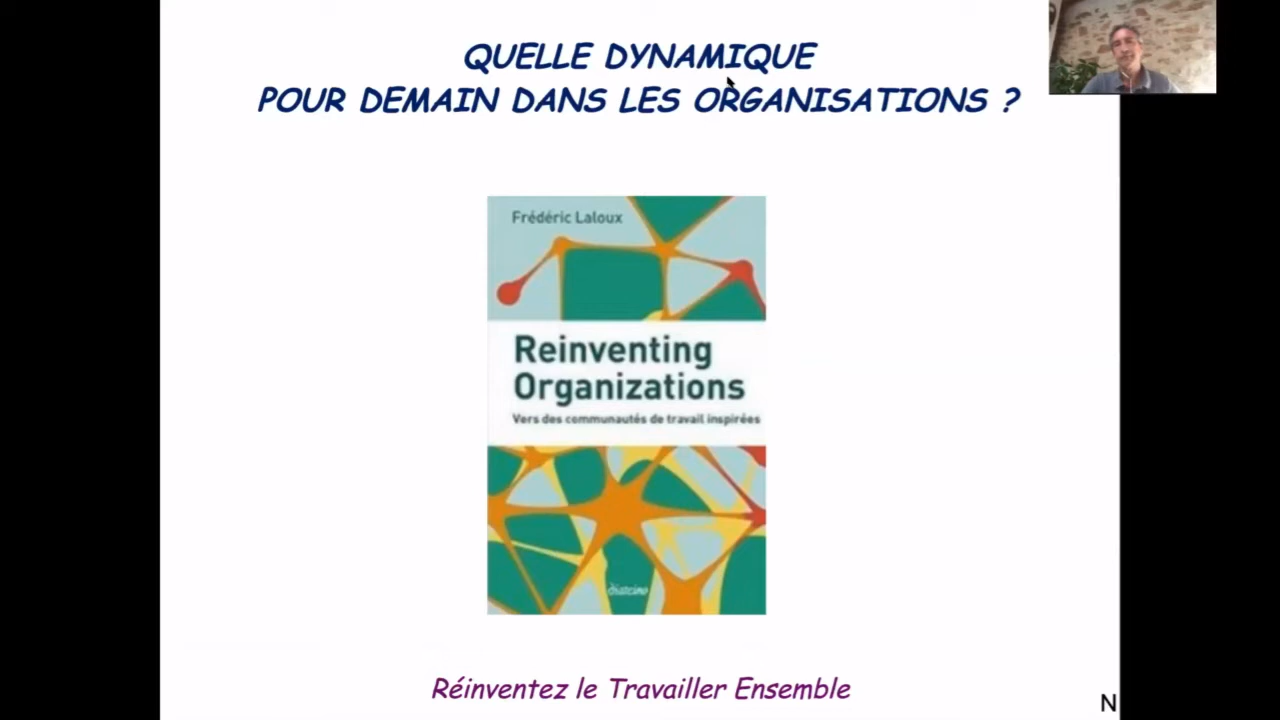 QUELLE DYNAMIQUE
POUR DEMAIN DANS LES ORGANISATIONS ?
Frédéric Laloux
Reinventing
Organizations
Vers des communautés de travail inspirées
diateino
Réinventez le Travailler Ensemble
N